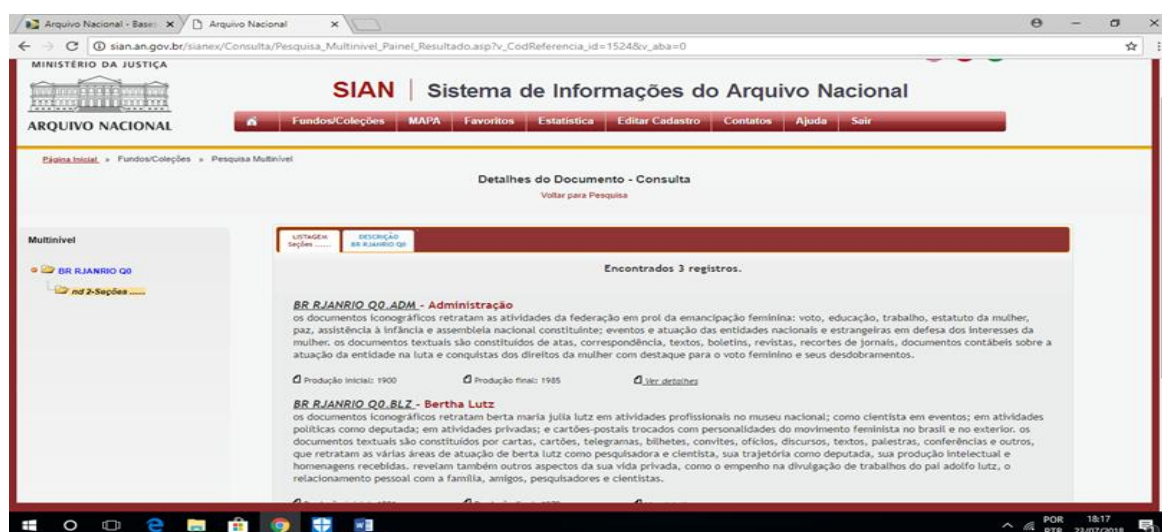 Arquivo Nacional - Bases
Arquivo Nacional
sian.an.gov.br/sianex/Consulta/Pesquisa_Multinivel_Painel_Resultado.asp?v_CodReferencia_id=1524&v_aba=0
MINISTÉRIO DA JUSTIÇA
ARQUIVO NACIONAL
SIAN | Sistema de Informações do Arquivo Nacional
Fundos/Coleções MAPA Favoritos Estatística Editar Cadastro Contatos Ajuda Sair
Página Inicial » Fundos/Coleções » Pesquisa Multinível
Detalhes do Documento - Consulta
Voltar para Pesquisa
Multinível
BR RJANRIO Q0
nd 2-Seções ......
LISTAGEM
Seções ......
DESCRIÇÃO
BR RJANRIO Q0
Encontrados 3 registros.
BR RJANRIO Q0.ADM - Administração
os documentos iconográficos retratam as atividades da federação em prol da emancipação feminina: voto, educação, trabalho, estatuto da mulher,
paz, assistência à infância e assembleia nacional constituinte; eventos e atuação das entidades nacionais e estrangeiras em defesa dos interesses da
mulher. os documentos textuais são constituídos de atas, correspondência, textos, boletins, revistas, recortes de jornais, documentos contábeis sobre a
atuação da entidade na luta e conquistas dos direitos da mulher com destaque para o voto feminino e seus desdobramentos.
Produção inicial: 1900 Produção final: 1985 Ver detalhes
BR RJANRIO Q0.BLZ - Bertha Lutz
os documentos iconográficos retratam berta maria julia lutz em atividades profissionais no museu nacional; como cientista em eventos; em atividades
políticas como deputada; em atividades privadas; e cartões-postais trocados com personalidades do movimento feminista no brasil e no exterior. os
documentos textuais são constituídos por cartas, cartões, telegramas, bilhetes, convites, ofícios, discursos, textos, palestras, conferências e outros,
que retratam as várias áreas de atuação de berta lutz como pesquisadora e cientista, sua trajetória como deputada, sua produção intelectual e
homenagens recebidas. revelam também outros aspectos da sua vida privada, como o empenho na divulgação de trabalhos do pai adolfo lutz, o
relacionamento pessoal com a família, amigos, pesquisadores e cientistas.
POR 18:17
PTB 23/07/2018